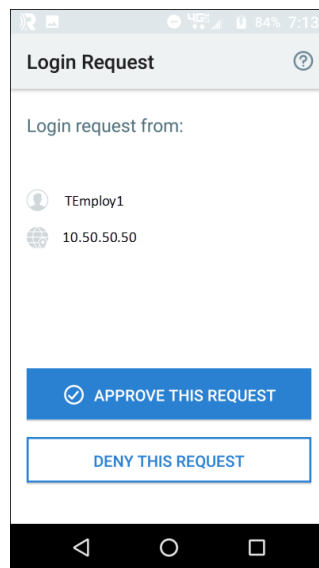 4G 84% 7:13
Login Request
Login request from:
TEmploy1
10.50.50.50
APPROVE THIS REQUEST
DENY THIS REQUEST